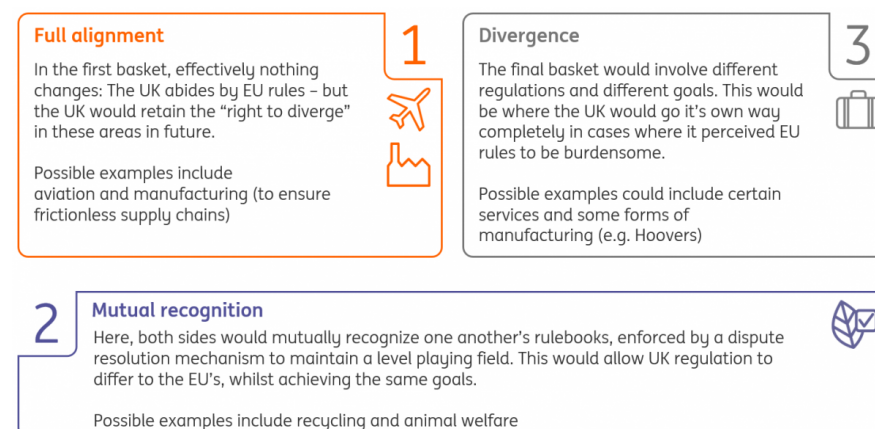 Full alignment
1
In the first basket, effectively nothing
changes: The UK abides by EU rules – but
the UK would retain the “right to diverge”
in these areas in future.
Possible examples include
aviation and manufacturing (to ensure
frictionless supply chains)
Divergence
3
The final basket would involve different
regulations and different goals. This would
be where the UK would go it’s own way
completely in cases where it perceived EU
rules to be burdensome.
Possible examples could include certain
services and some forms of
manufacturing (e.g. Hoovers)
2
Mutual recognition
Here, both sides would mutually recognize one another’s rulebooks, enforced by a dispute
resolution mechanism to maintain a level playing field. This would allow UK regulation to
differ to the EU’s, whilst achieving the same goals.
Possible examples include recycling and animal welfare